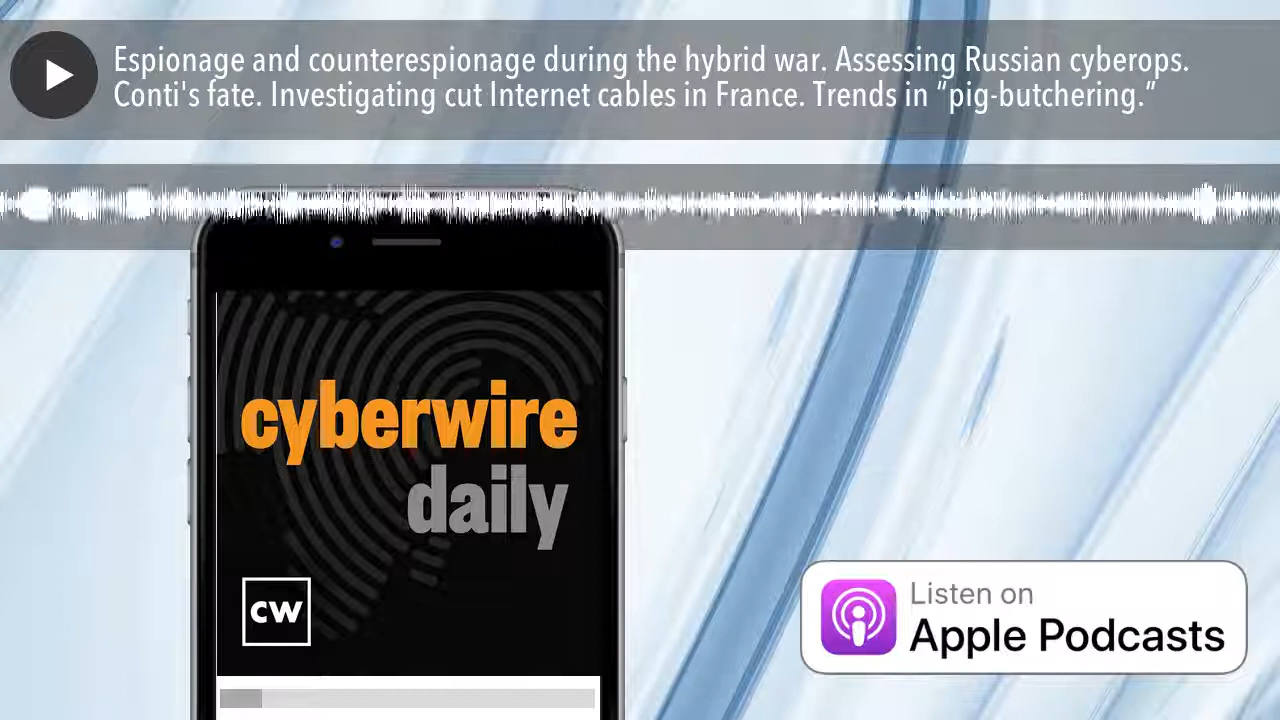 Espionage and counterespionage during the hybrid war. Assessing Russian cyberops.
Conti's fate. Investigating cut Internet cables in France. Trends in “pig-butchering.”
cyberwire
daily
CW
Listen on
Apple Podcasts